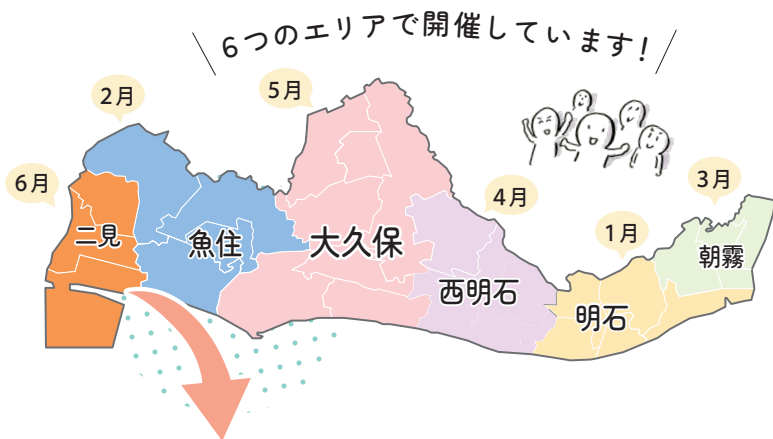 6つのエリアで開催しています!
5月
2月
6月
4月
3月
1月
二見
魚住
大久保
西明石
明石
朝霧